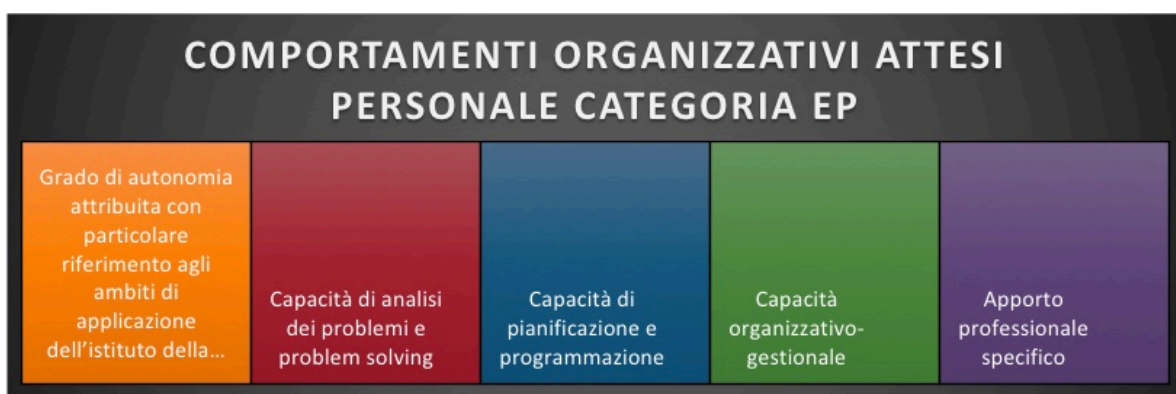 COMPORTAMENTI ORGANIZZATIVI ATTESI
PERSONALE CATEGORIA EP
Grado di autonomia
attribuita con
particolare
riferimento agli
ambiti di
applicazione
dell’istituto della…
Capacità di analisi
dei problemi e
problem solving
Capacità di
pianificazione e
programmazione
Capacità
organizzativo-
gestionale
Apporto
professionale
specifico